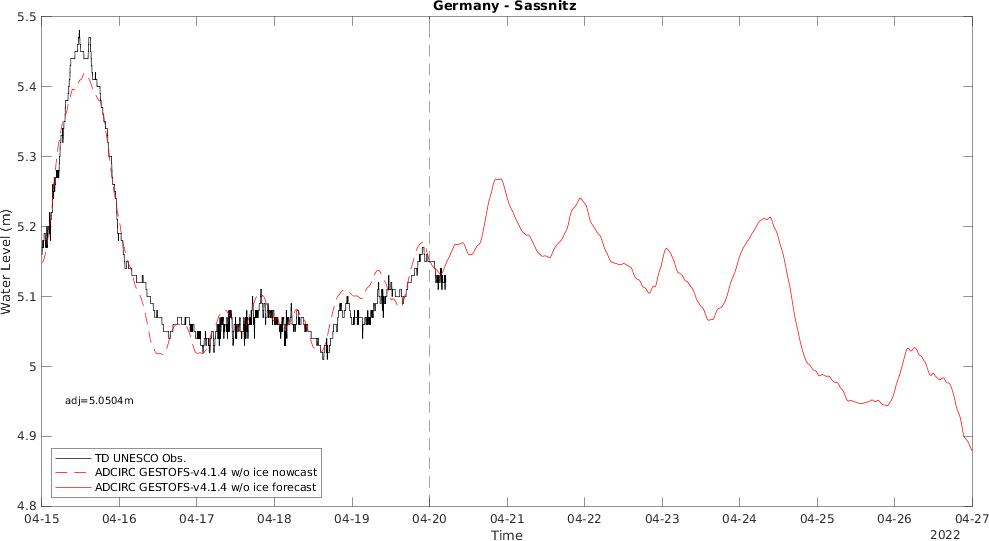 Germany - Sassnitz
5.5
5.4
5.3
5.2
5.1
5
4.9
4.8
Water Level (m)
adj=5.0504m
TD UNESCO Obs.
ADCIRC GESTOFS-v4.1.4 w/o ice nowcast
ADCIRC GESTOFS-v4.1.4 w/o ice forecast
04-15 04-16 04-17 04-18 04-19 04-20 04-21 04-22 04-23 04-24 04-25 04-26 04-27
Time
2022